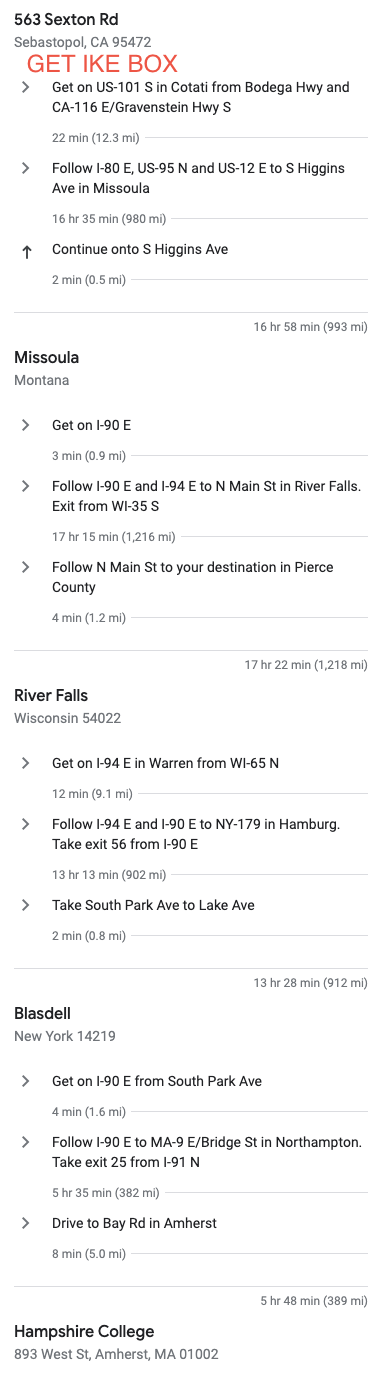 563 Sexton Rd
Sebastopol, CA 95472
GET IKE BOX
Get on US-101 S in Cotati from Bodega Hwy and
CA-116 E/Gravenstein Hwy S
22 min (12.3 mi)
Follow I-80 E, US-95 N and US-12 E to S Higgins
Ave in Missoula
16 hr 35 min (980 mi)
Continue onto S Higgins Ave
2 min (0.5 mi)
16 hr 58 min (993 mi)
Missoula
Montana
Get on I-90 E
3 min (0.9 mi)
Follow I-90 E and I-94 E to N Main St in River Falls.
Exit from WI-35 S
17 hr 15 min (1,216 mi)
Follow N Main St to your destination in Pierce
County
4 min (1.2 mi)
17 hr 22 min (1,218 mi)
River Falls
Wisconsin 54022
Get on I-94 E in Warren from WI-65 N
12 min (9.1 mi)
Follow I-94 E and I-90 E to NY-179 in Hamburg.
Take exit 56 from I-90 E
13 hr 13 min (902 mi)
Take South Park Ave to Lake Ave
2 min (0.8 mi)
13 hr 28 min (912 mi)
Blasdell
New York 14219
Get on I-90 E from South Park Ave
4 min (1.6 mi)
Follow I-90 E to MA-9 E/Bridge St in Northampton.
Take exit 25 from I-91 N
5 hr 35 min (382 mi)
Drive to Bay Rd in Amherst
8 min (5.0 mi)
5 hr 48 min (389 mi)
Hampshire College
893 West St, Amherst, MA 01002